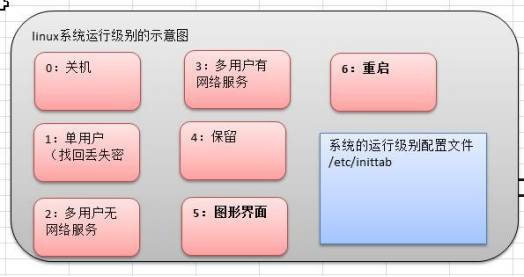 linux系统运行级别的示意图
0：关机
1：单用户
（找回丢失密
2：多用户无
网络服务
3：多用户有
网络服务
4：保留
5：图形界面
6：重启
系统的运行级别配置文件
/etc/inittab